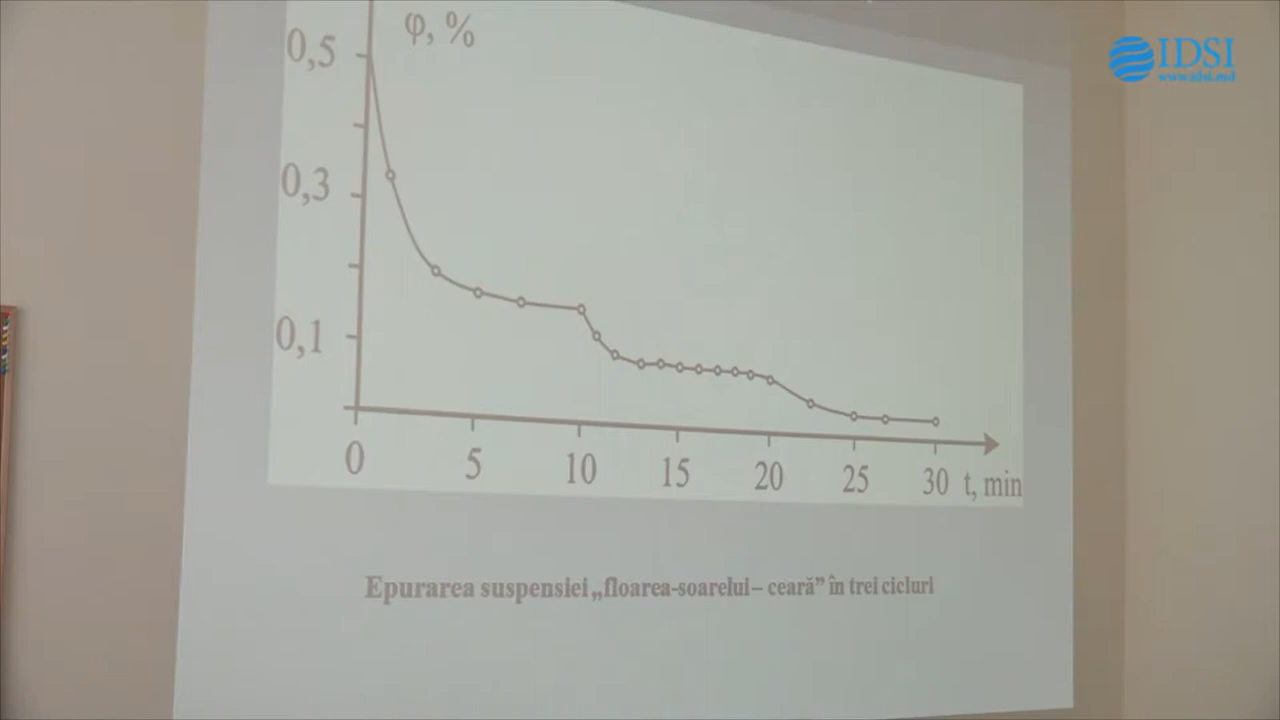 φ, %
0,5
0,3
0,1
0 5 10 15 20 25 30 t, min
Epurarea suspensiei „floarea-soarelui – ceară” în trei cicluri
IDSI
www.idsi.md